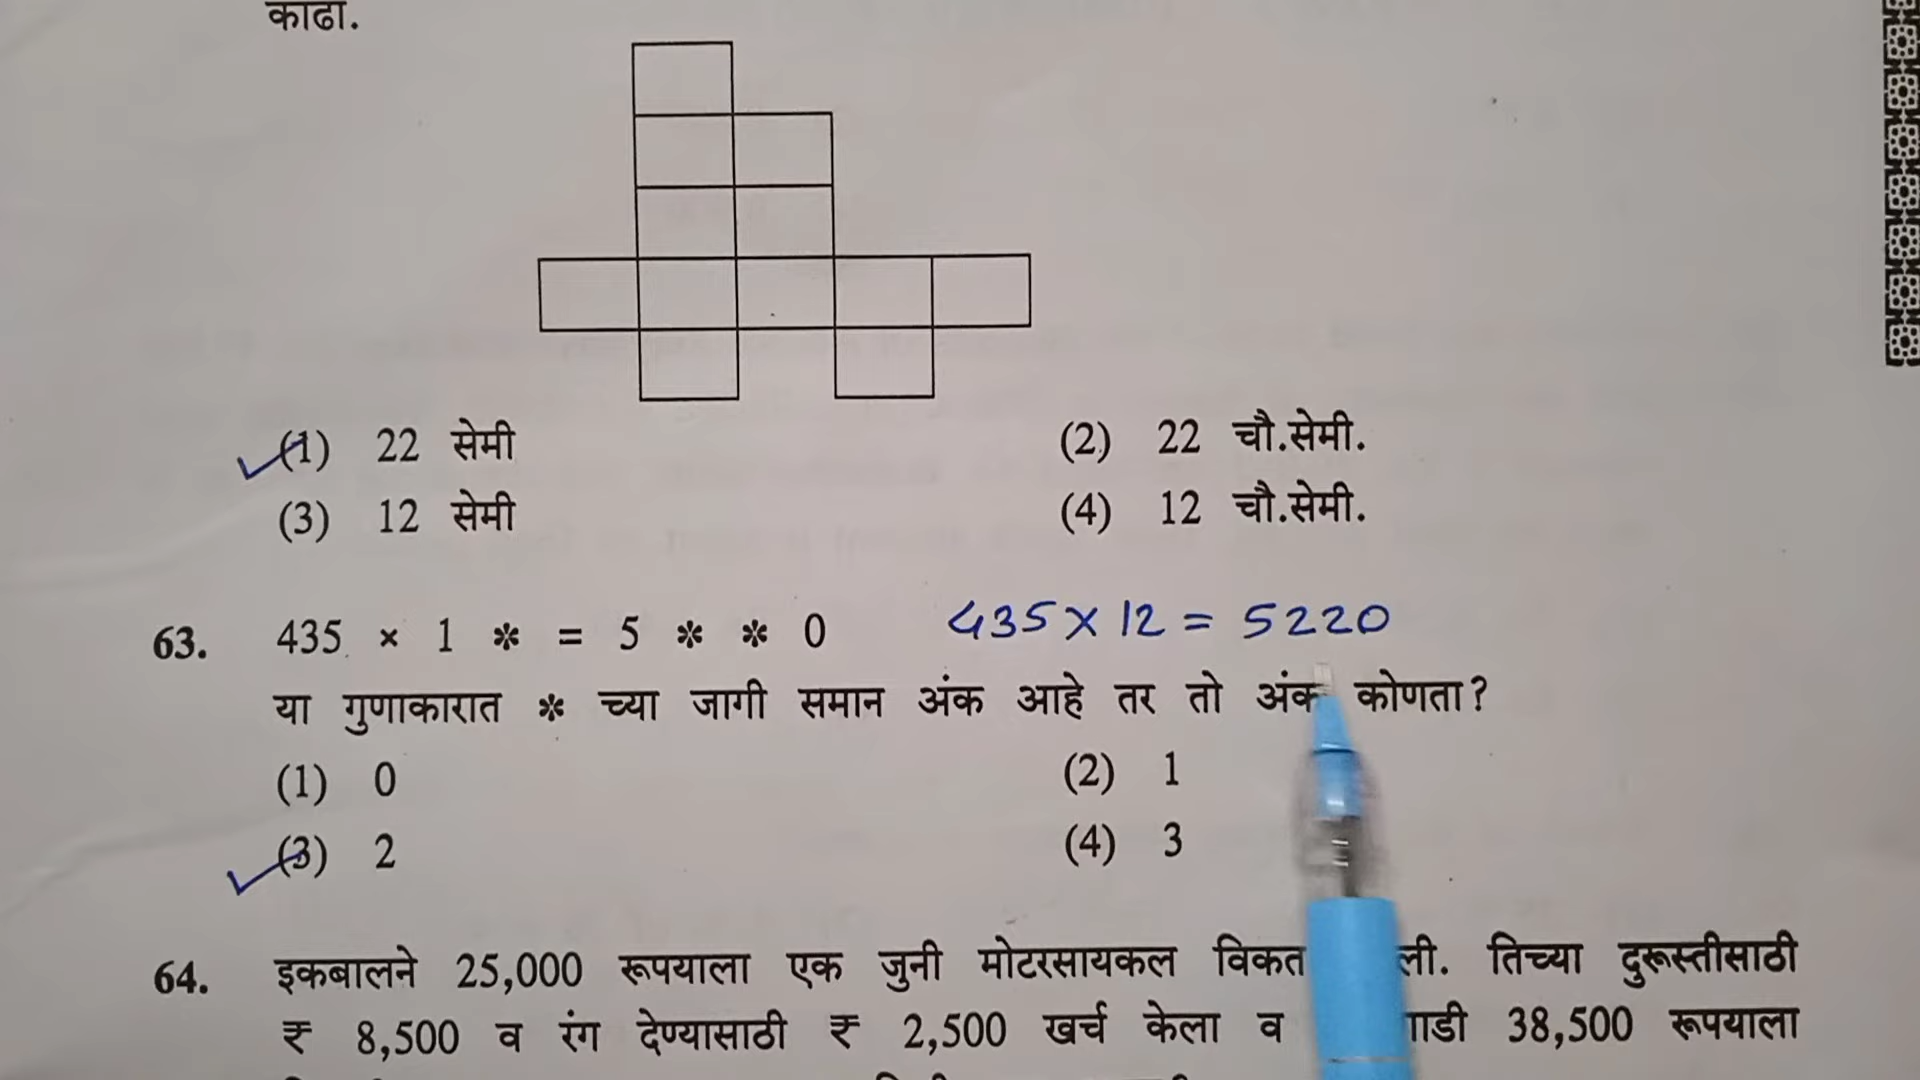 काढा.
(1) 22 सेमी (2) 22 चौ.सेमी.
(3) 12 सेमी (4) 12 चौ.सेमी.
63. 435 × 1 * = 5 * * 0 435 × 12 = 5220
या गुणाकारात * च्या जागी समान अंक आहे तर तो अंक कोणता?
(1) 0 (2) 1
(3) 2 (4) 3
64. इकबालने 25,000 रूपयाला एक जुनी मोटरसायकल विकत ली. तिच्या दुरूस्तीसाठी
₹ 8,500 व रंग देण्यासाठी ₹ 2,500 खर्च केला व गाडी 38,500 रूपयाला